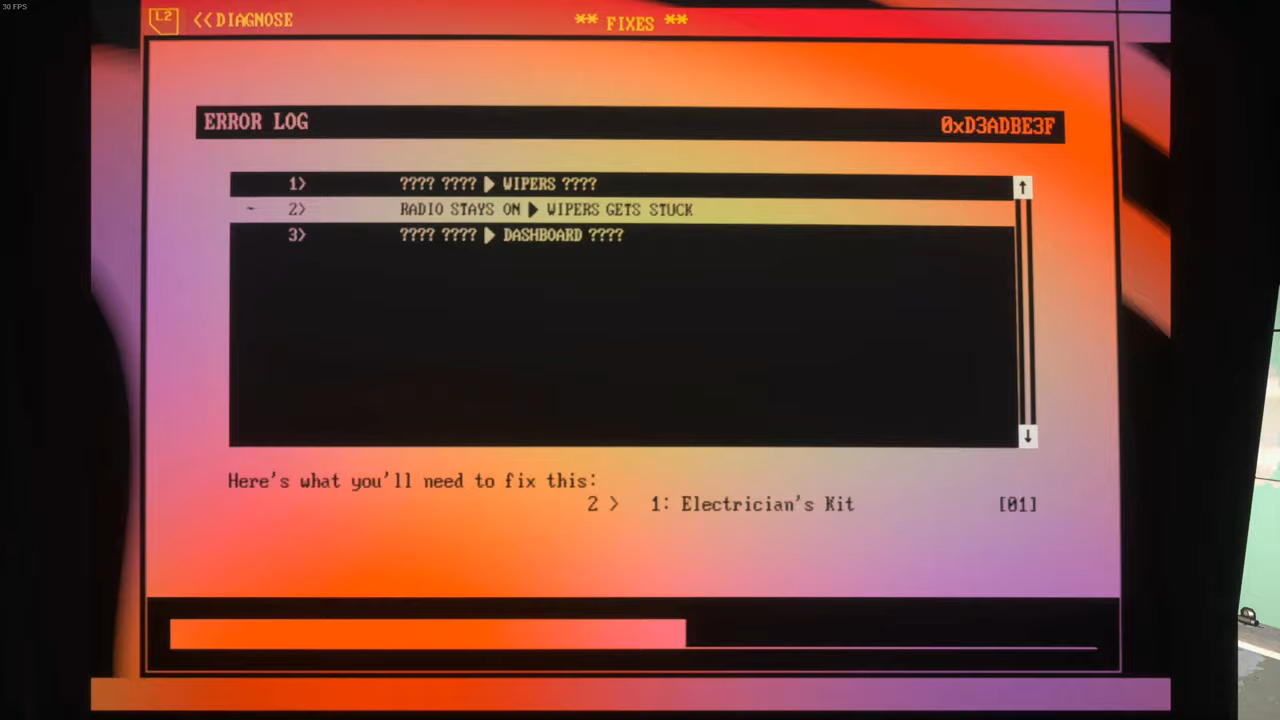 30 FPS
L2 <<DIAGNOSE ** FIXES **
ERROR LOG 0xD3ADBE3F
1> ???? ???? ▶ WIPERS ????
~ 2> RADIO STAYS ON ▶ WIPERS GETS STUCK
3> ???? ???? ▶ DASHBOARD ????
↑
↓
Here's what you'll need to fix this:
2 > 1: Electrician's Kit [01]